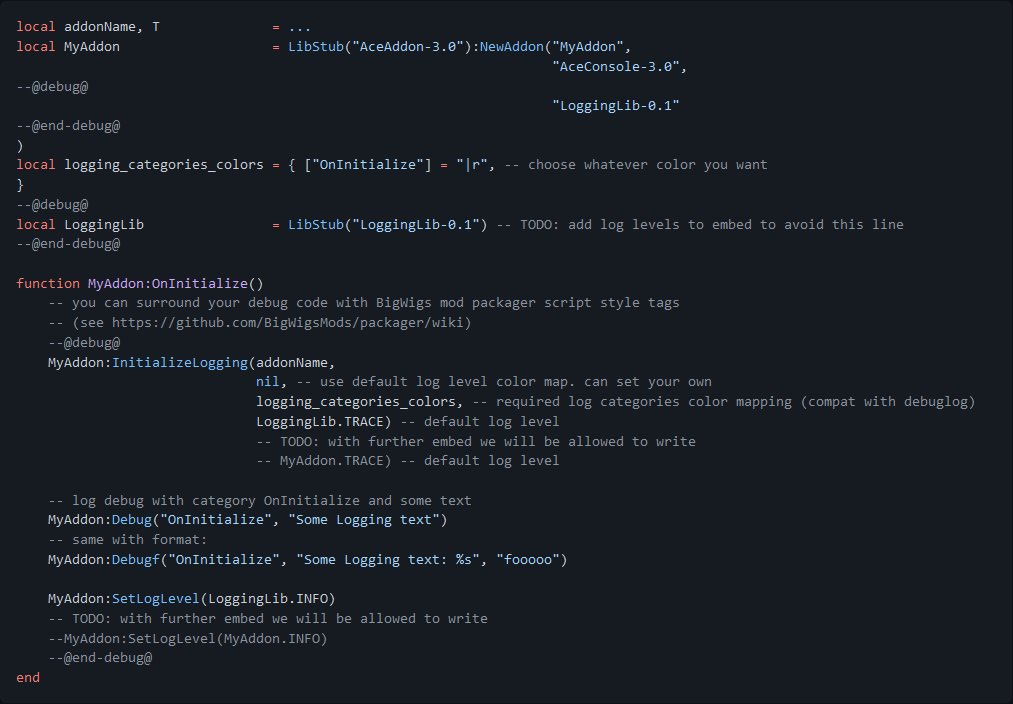 local addonName, T                = ...
local MyAddon                     = LibStub("AceAddon-3.0"):NewAddon("MyAddon",
                                                                   "AceConsole-3.0",
--@debug@
                                                                   "LoggingLib-0.1"
--@end-debug@
)
local logging_categories_colors = { ["OnInitialize"] = "|r", -- choose whatever color you want
}
--@debug@
local LoggingLib                = LibStub("LoggingLib-0.1") -- TODO: add log levels to embed to avoid this line
--@end-debug@
function MyAddon:OnInitialize()
    -- you can surround your debug code with BigWigs mod packager script style tags
    -- (see https://github.com/BigWigsMods/packager/wiki)
    --@debug@
    MyAddon:InitializeLogging(addonName,
                              nil, -- use default log level color map. can set your own
                              logging_categories_colors, -- required log categories color mapping (compat with debuglog)
                              LoggingLib.TRACE) -- default log level
                              -- TODO: with further embed we will be allowed to write
                              -- MyAddon.TRACE) -- default log level
    -- log debug with category OnInitialize and some text
    MyAddon:Debug("OnInitialize", "Some Logging text")
    -- same with format:
    MyAddon:Debugf("OnInitialize", "Some Logging text: %s", "fooooo")
    MyAddon:SetLogLevel(LoggingLib.INFO)
    -- TODO: with further embed we will be allowed to write
    --MyAddon:SetLogLevel(MyAddon.INFO)
    --@end-debug@
end